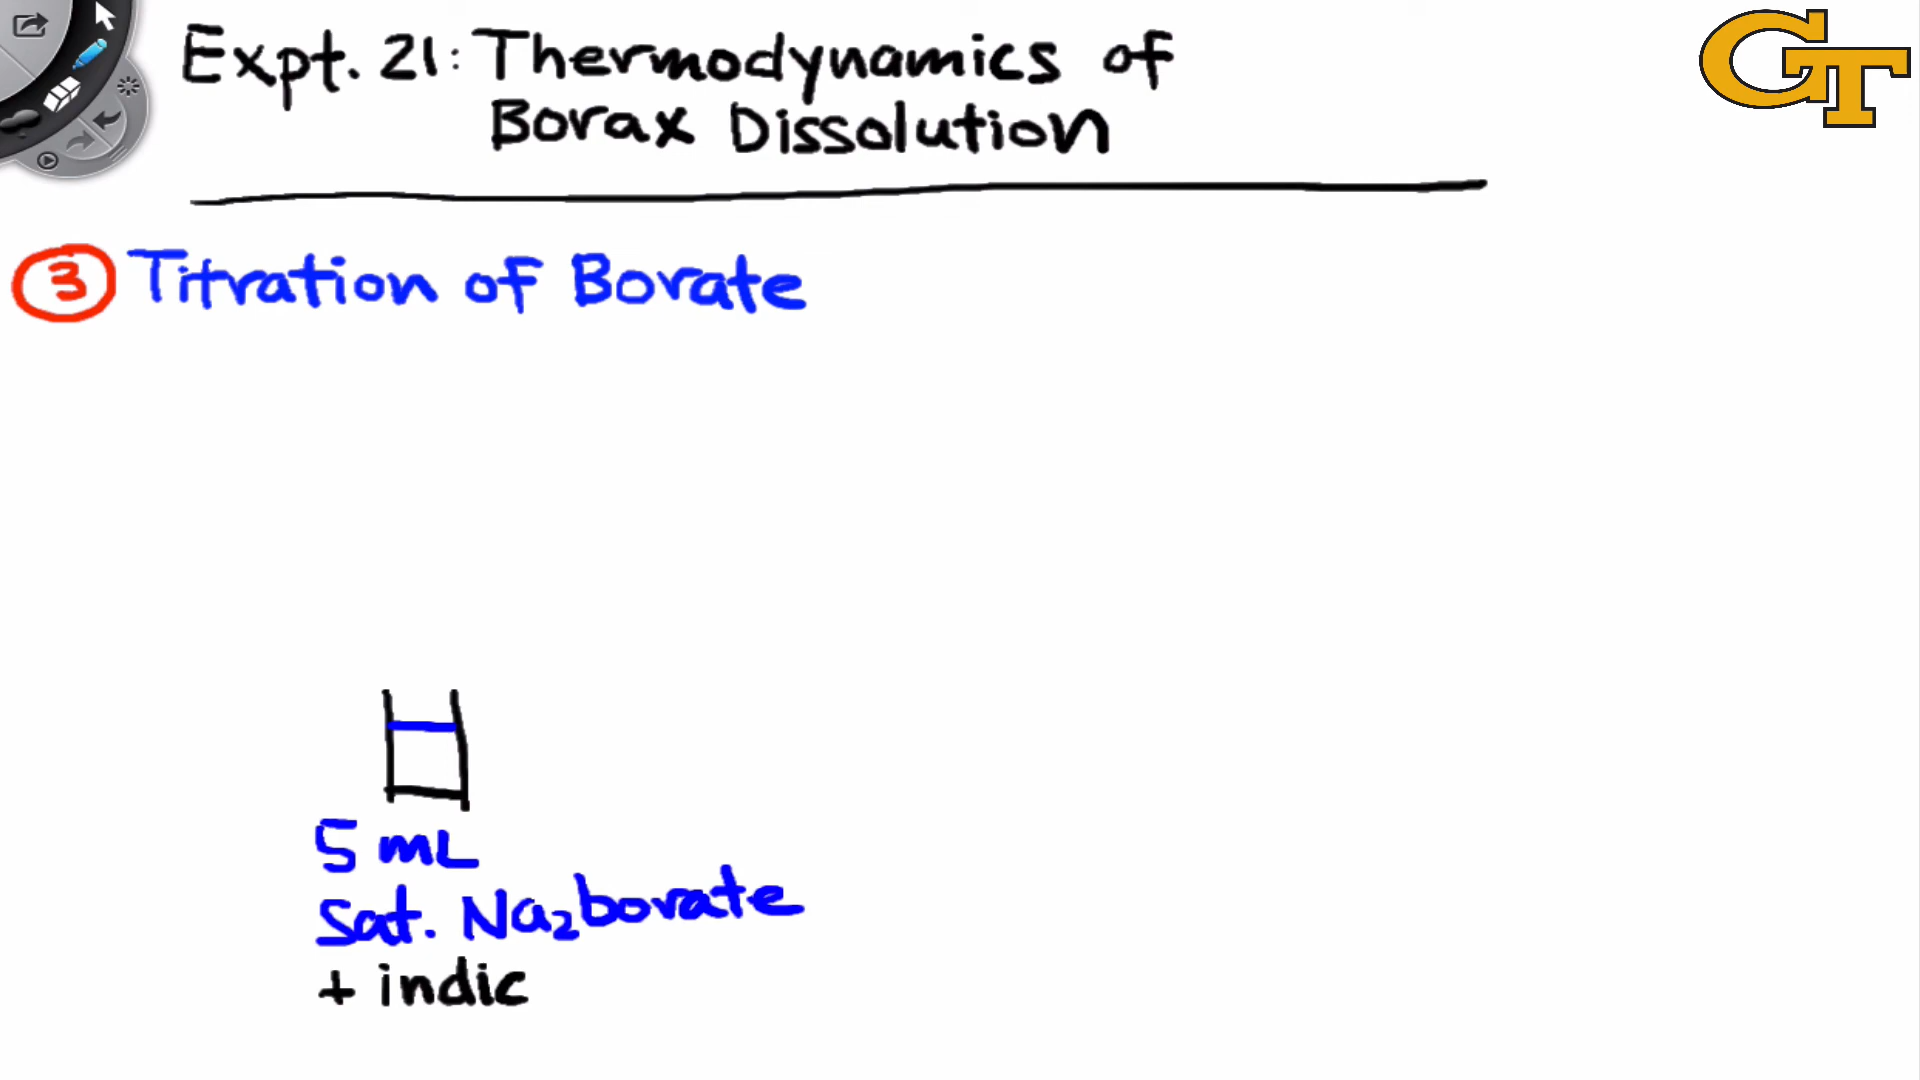 Expt. 21: Thermodynamics of
Borax Dissolution
GT
3 Titration of Borate
5 mL
Sat. Na₂borate
+ indic